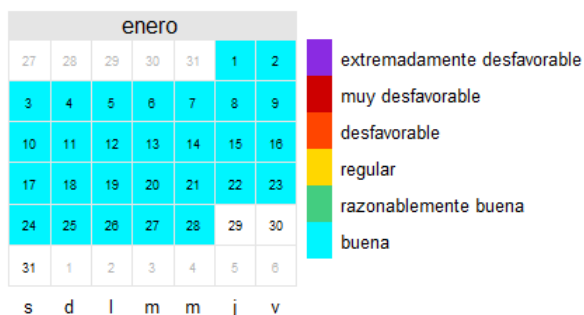 enero
27 28 29 30 31 1 2
3 4 5 6 7 8 9
10 11 12 13 14 15 16
17 18 19 20 21 22 23
24 25 26 27 28 29 30
31 1 2 3 4 5 6
s d l m m j v
extremadamente desfavorable
muy desfavorable
desfavorable
regular
razonablemente buena
buena